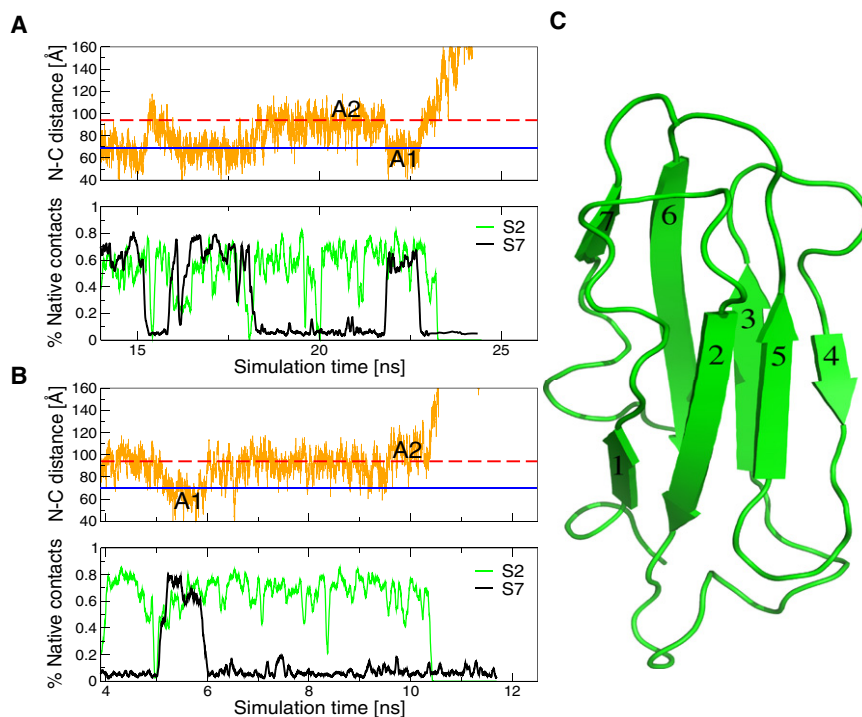 A
C
N-C distance [Å]
160
140
120
100
80
60
40
A2
A1
% Native contacts
1
0.8
0.6
0.4
0.2
0
S2
S7
15
20
25
Simulation time [ns]
B
N-C distance [Å]
160
140
120
100
80
60
40
A2
A1
% Native contacts
1
0.8
0.6
0.4
0.2
0
S2
S7
4
6
8
10
12
Simulation time [ns]
7
6
3
2
5
4
1